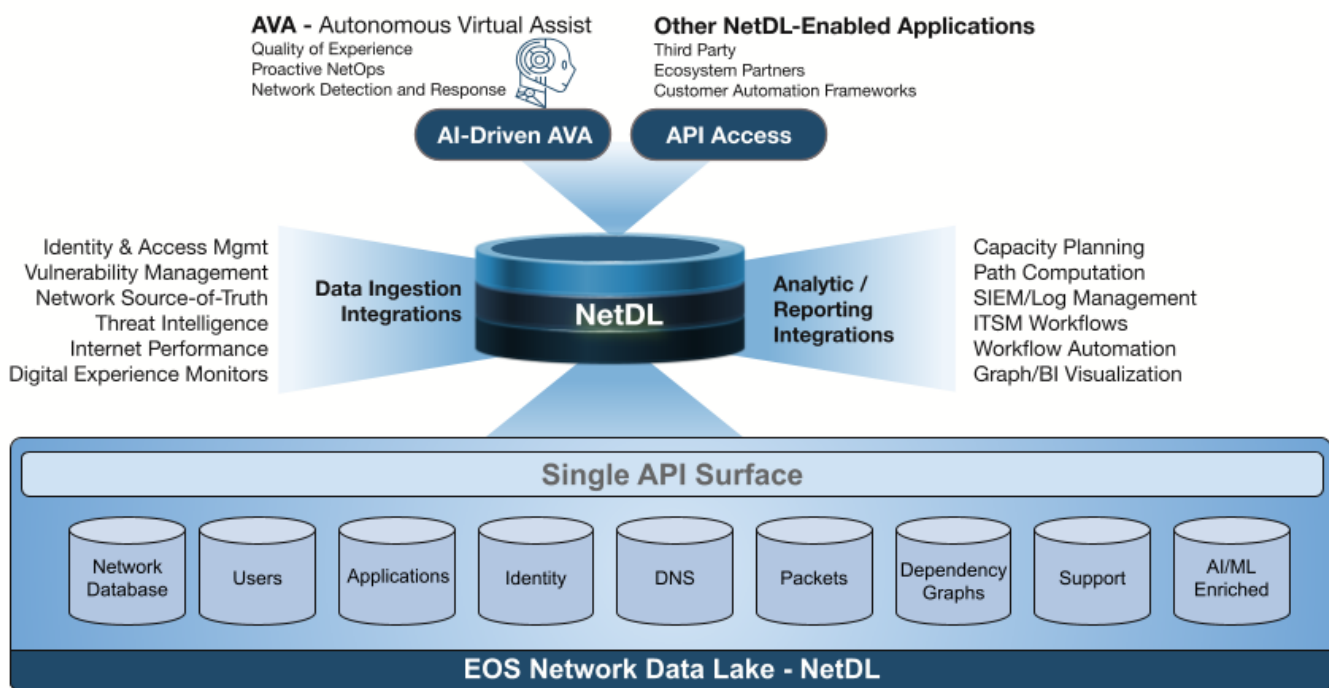 AVA - Autonomous Virtual Assist
Quality of Experience
Proactive NetOps
Network Detection and Response
Other NetDL-Enabled Applications
Third Party
Ecosystem Partners
Customer Automation Frameworks
AI-Driven AVA
API Access
Identity & Access Mgmt
Vulnerability Management
Network Source-of-Truth
Threat Intelligence
Internet Performance
Digital Experience Monitors
Data Ingestion
Integrations
NetDL
Analytic /
Reporting
Integrations
Capacity Planning
Path Computation
SIEM/Log Management
ITSM Workflows
Workflow Automation
Graph/BI Visualization
Single API Surface
Network
Database
Users
Applications
Identity
DNS
Packets
Dependency
Graphs
Support
AI/ML
Enriched
EOS Network Data Lake - NetDL